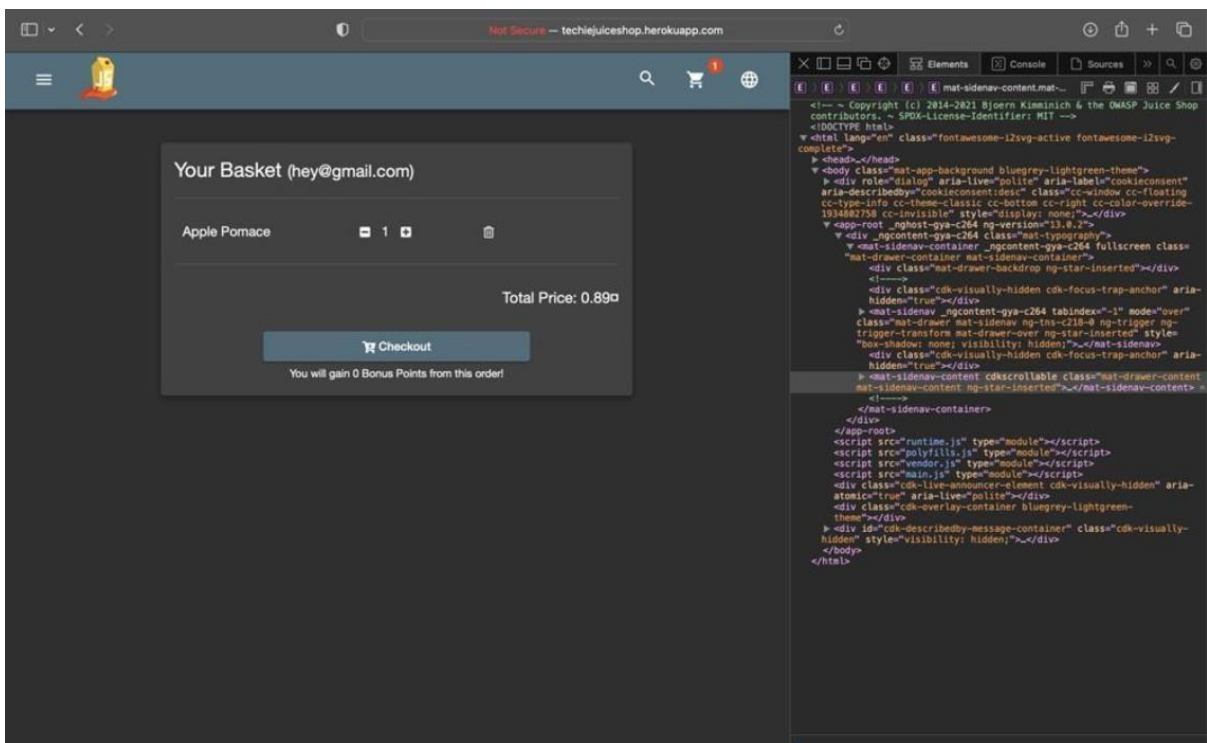 Not Secure — techiejuiceshop.herokuapp.com
JS
1
Your Basket (hey@gmail.com)
Apple Pomace 1
Total Price: 0.89¤
Checkout
You will gain 0 Bonus Points from this order!
Elements Console Sources
E E E E E E mat-sidenav-content.mat-…
<!-- ~ Copyright (c) 2014-2021 Bjoern Kimminich & the OWASP Juice Shop
contributors. ~ SPDX-License-Identifier: MIT -->
<!DOCTYPE html>
<html lang="en" class="fontawesome-i2svg-active fontawesome-i2svg-
complete">
<head>…</head>
<body class="mat-app-background bluegrey-lightgreen-theme">
<div role="dialog" aria-live="polite" aria-label="cookieconsent"
aria-describedby="cookieconsent:desc" class="cc-window cc-floating
cc-type-info cc-theme-classic cc-bottom cc-right cc-color-override-
1934802758 cc-invisible" style="display: none;">…</div>
<app-root _nghost-gya-c264 ng-version="13.0.2">
<div _ngcontent-gya-c264 class="mat-typography">
<mat-sidenav-container _ngcontent-gya-c264 fullscreen class=
"mat-drawer-container mat-sidenav-container">
<div class="mat-drawer-backdrop ng-star-inserted"></div>
<!---->
<div class="cdk-visually-hidden cdk-focus-trap-anchor" aria-
hidden="true"></div>
<mat-sidenav _ngcontent-gya-c264 tabindex="-1" mode="over"
class="mat-drawer mat-sidenav ng-tns-c218-0 ng-trigger ng-
trigger-transform mat-drawer-over ng-star-inserted" style=
"box-shadow: none; visibility: hidden;">…</mat-sidenav>
<div class="cdk-visually-hidden cdk-focus-trap-anchor" aria-
hidden="true"></div>
<mat-sidenav-content cdkscrollable class="mat-drawer-content
mat-sidenav-content ng-star-inserted">…</mat-sidenav-content> =
<!---->
</mat-sidenav-container>
</div>
</app-root>
<script src="runtime.js" type="module"></script>
<script src="polyfills.js" type="module"></script>
<script src="vendor.js" type="module"></script>
<script src="main.js" type="module"></script>
<div class="cdk-live-announcer-element cdk-visually-hidden" aria-
atomic="true" aria-live="polite"></div>
<div class="cdk-overlay-container bluegrey-lightgreen-
theme"></div>
<div id="cdk-describedby-message-container" class="cdk-visually-
hidden" style="visibility: hidden;">…</div>
</body>
</html>